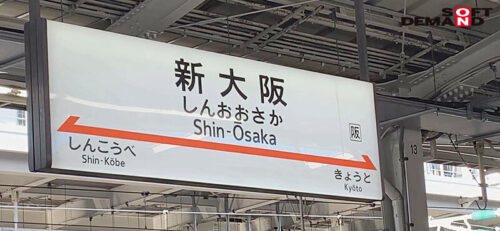 SOFT
DEMAND
新大阪
しんおおさか
Shin-Osaka
阪
13
しんこうべ
Shin-Kōbe
きょうと
Kyōto